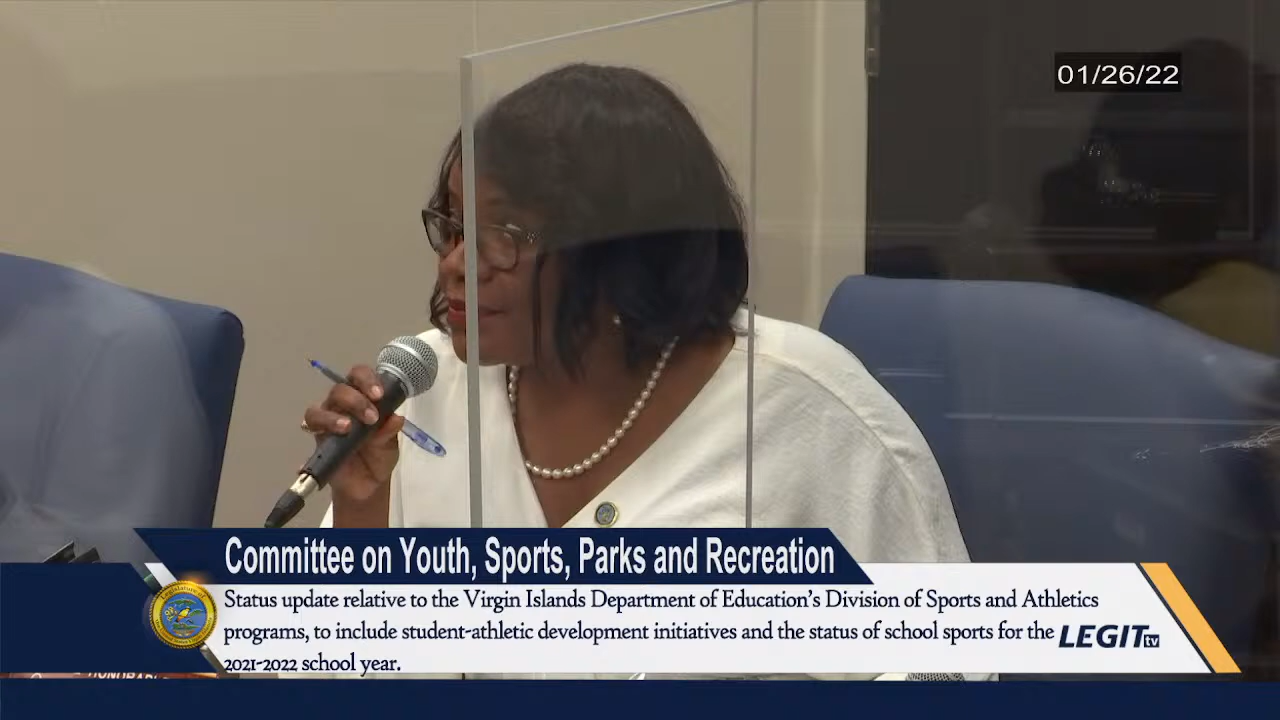 01/26/22
Committee on Youth, Sports, Parks and Recreation
Status update relative to the Virgin Islands Department of Education's Division of Sports and Athletics
programs, to include student-athletic development initiatives and the status of school sports for the
2021-2022 school year.
LEGIT tv
Legislature of